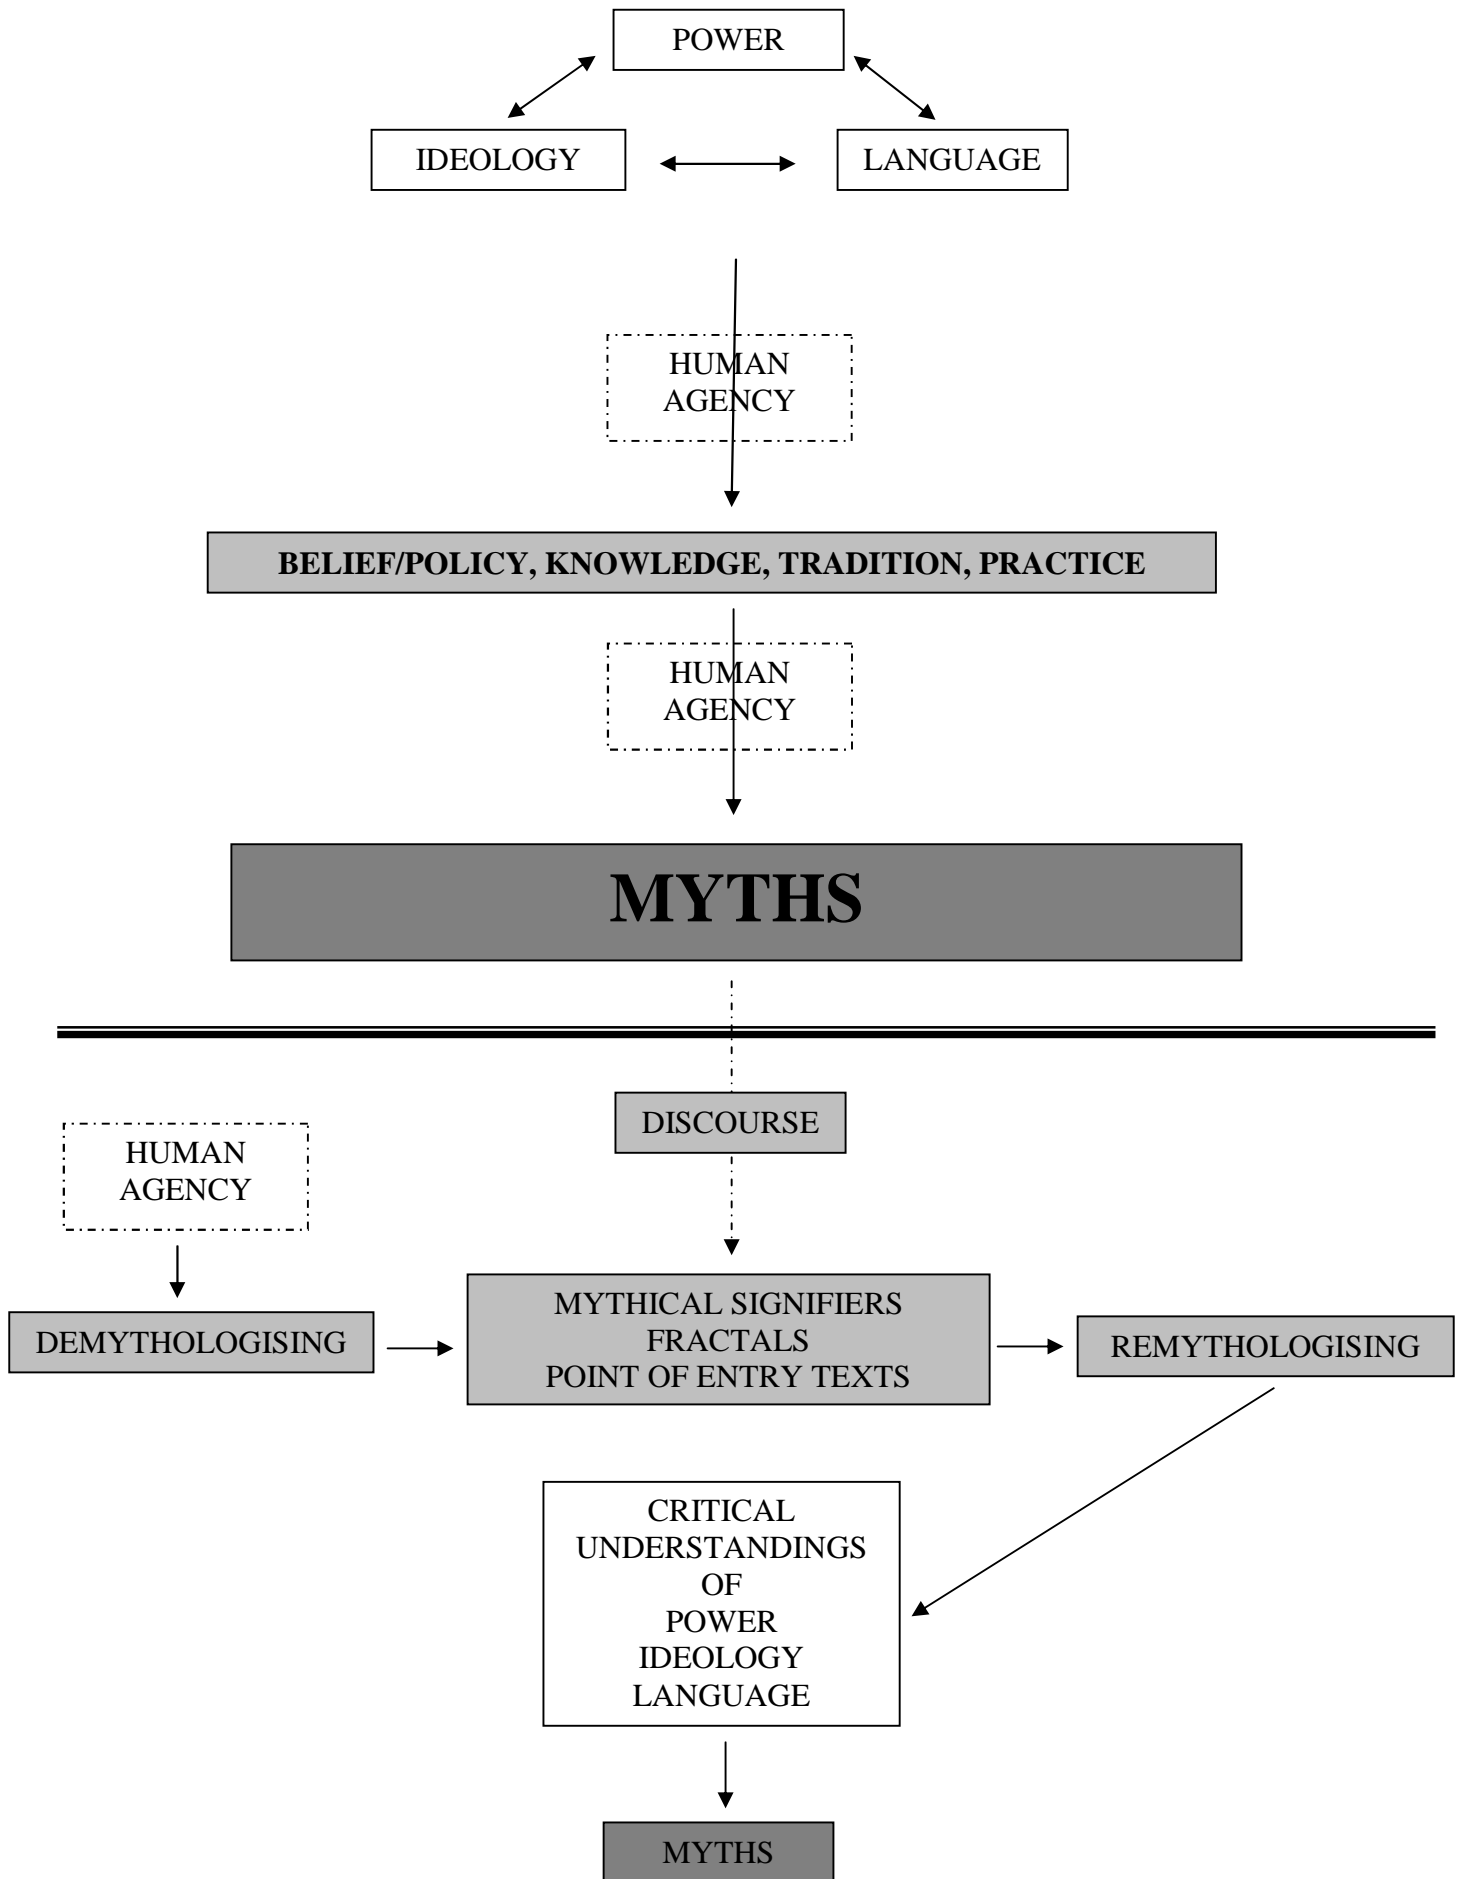 POWER
IDEOLOGY
LANGUAGE
HUMAN
AGENCY
BELIEF/POLICY, KNOWLEDGE, TRADITION, PRACTICE
HUMAN
AGENCY
MYTHS
DISCOURSE
HUMAN
AGENCY
DEMYTHOLOGISING
MYTHICAL SIGNIFIERS
FRACTALS
POINT OF ENTRY TEXTS
REMYTHOLOGISING
CRITICAL
UNDERSTANDINGS
OF
POWER
IDEOLOGY
LANGUAGE
MYTHS